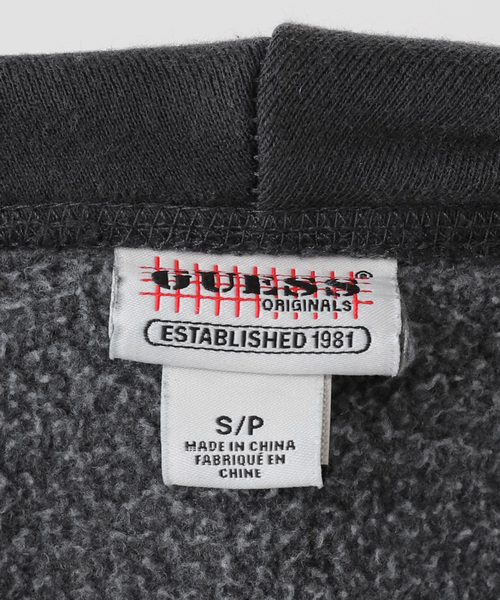 GUESS®
ORIGINALS
ESTABLISHED 1981
S/P
MADE IN CHINA
FABRIQUÉ EN
CHINE